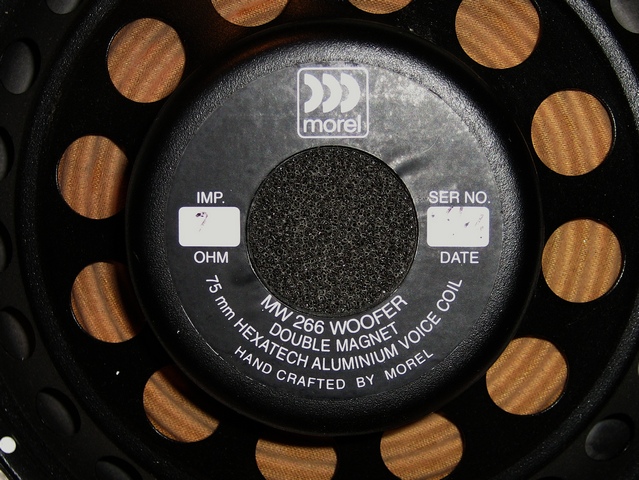 morel
IMP.
OHM
SER NO.
DATE
MW 266 WOOFER
DOUBLE MAGNET
75 mm HEXATECH ALUMINIUM VOICE COIL
HAND CRAFTED BY MOREL